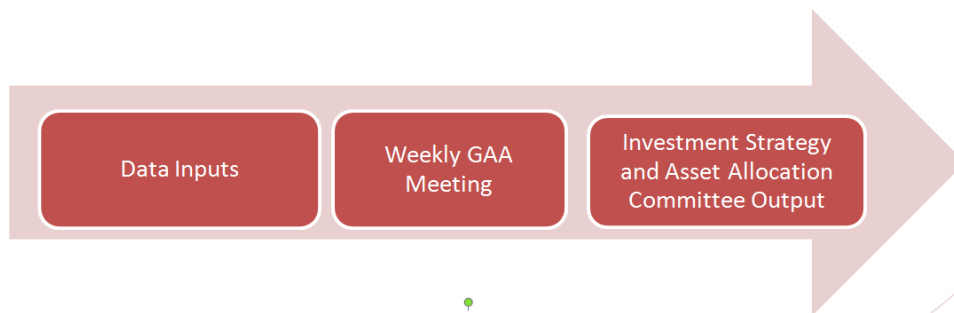 Data Inputs
Weekly GAA
Meeting
Investment Strategy
and Asset Allocation
Committee Output